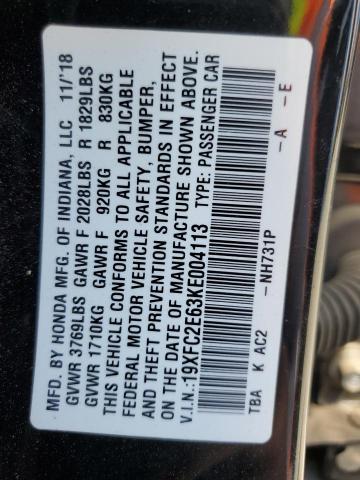 MFD. BY HONDA MFG. OF INDIANA, LLC 11/'18
GVWR 3769LBS GAWR F 2028LBS R 1829LBS
GVWR 1710KG GAWR F 920KG R 830KG
THIS VEHICLE CONFORMS TO ALL APPLICABLE
FEDERAL MOTOR VEHICLE SAFETY, BUMPER,
AND THEFT PREVENTION STANDARDS IN EFFECT
ON THE DATE OF MANUFACTURE SHOWN ABOVE.
V.I.N.:19XFC2E63KE004113 TYPE: PASSENGER CAR
TBA K AC2 -NH731P -A -E